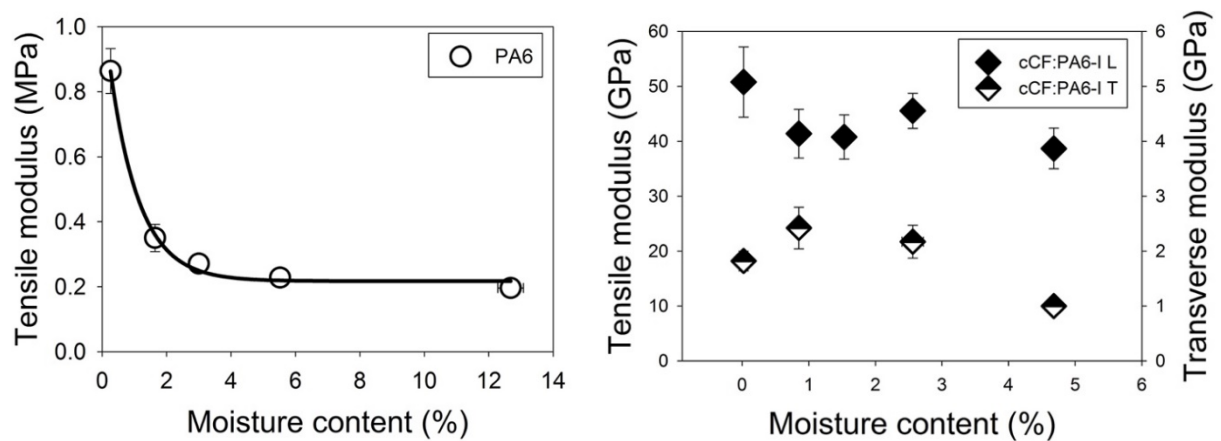 Tensile modulus (MPa)
1.0
0.8
0.6
0.4
0.2
0.0
0 2 4 6 8 10 12 14
Moisture content (%)
PA6
Tensile modulus (GPa)
60
50
40
30
20
10
0
0 1 2 3 4 5 6
Moisture content (%)
cCF:PA6-I L
cCF:PA6-I T
6
5
4
3
2
1
0
Transverse modulus (GPa)